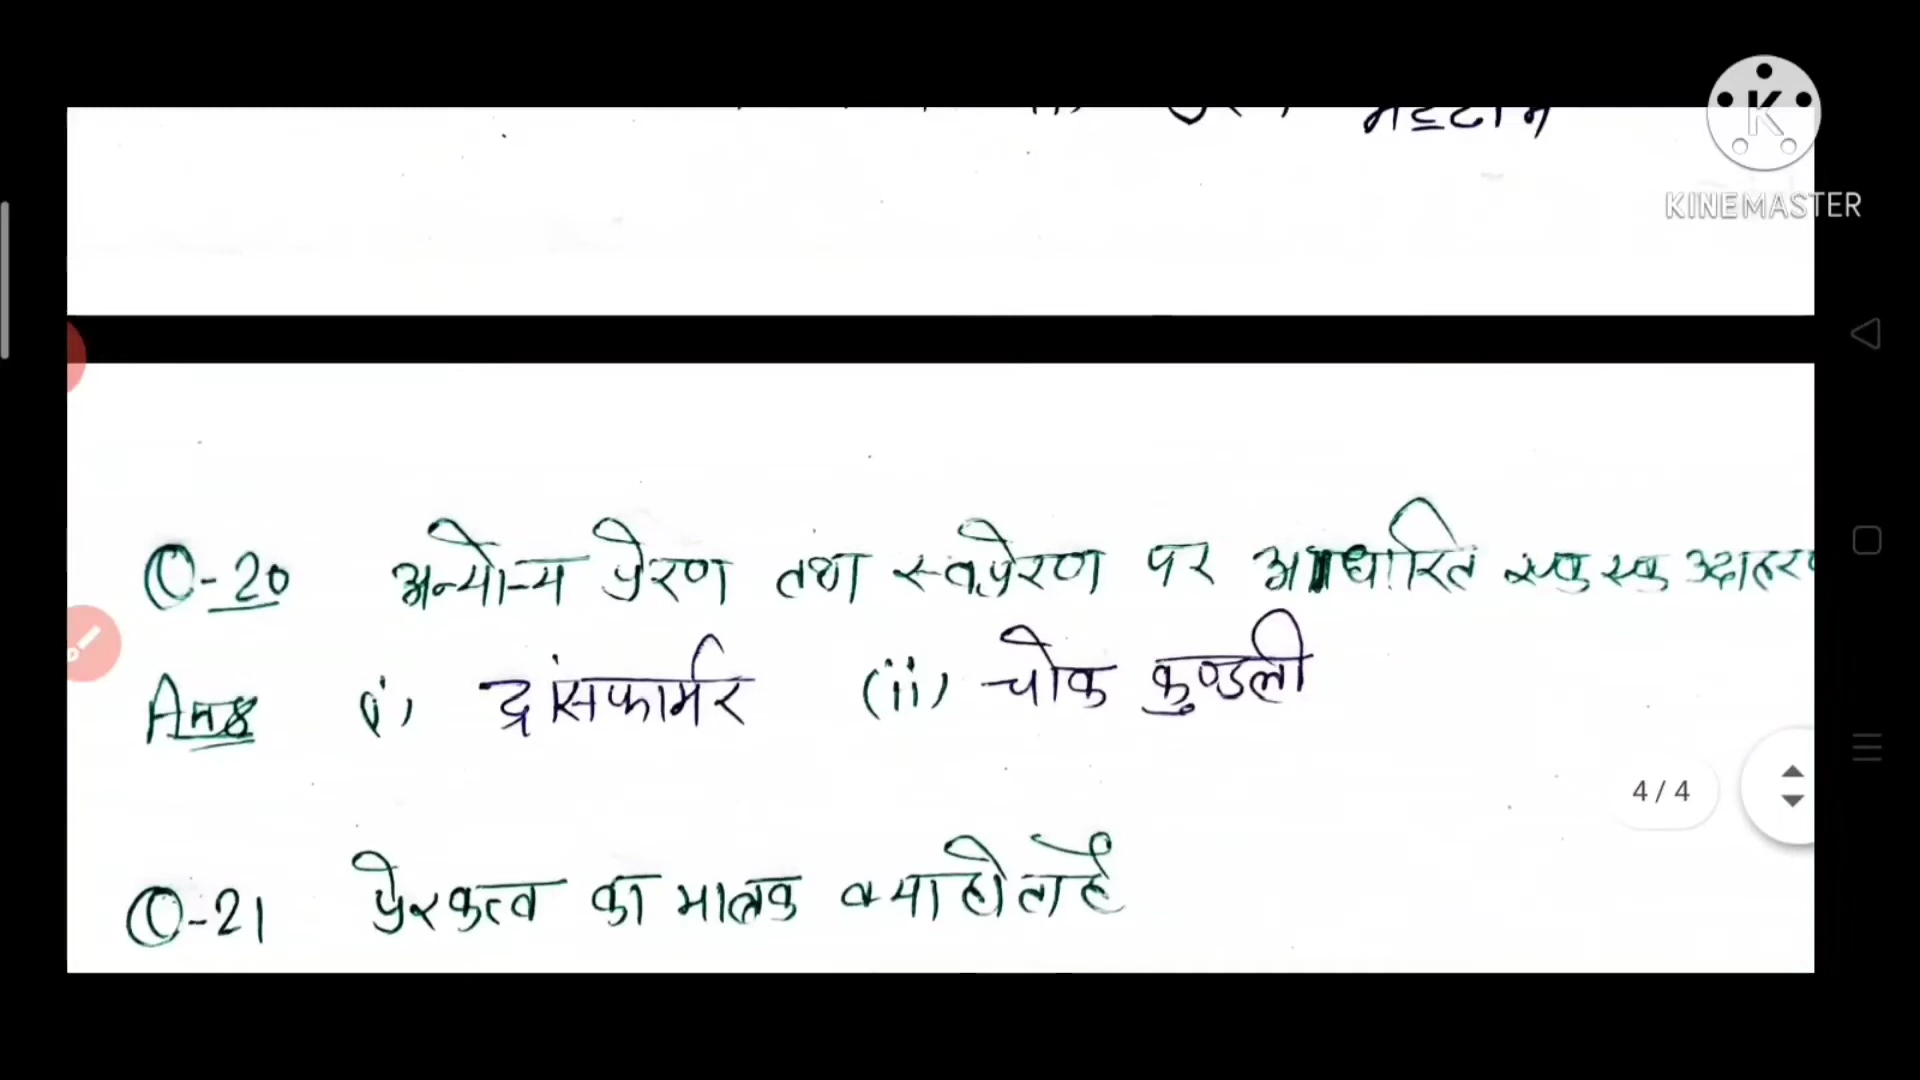 KINEMASTER
Q-20 अन्योन्य प्रेरण तथा स्वप्रेरण पर आधारित एक एक उदाहरण
Ans (i) ट्रांसफार्मर (ii) चोक कुण्डली
4/4
Q-21 प्रेरकत्व का मात्रक क्या होता है